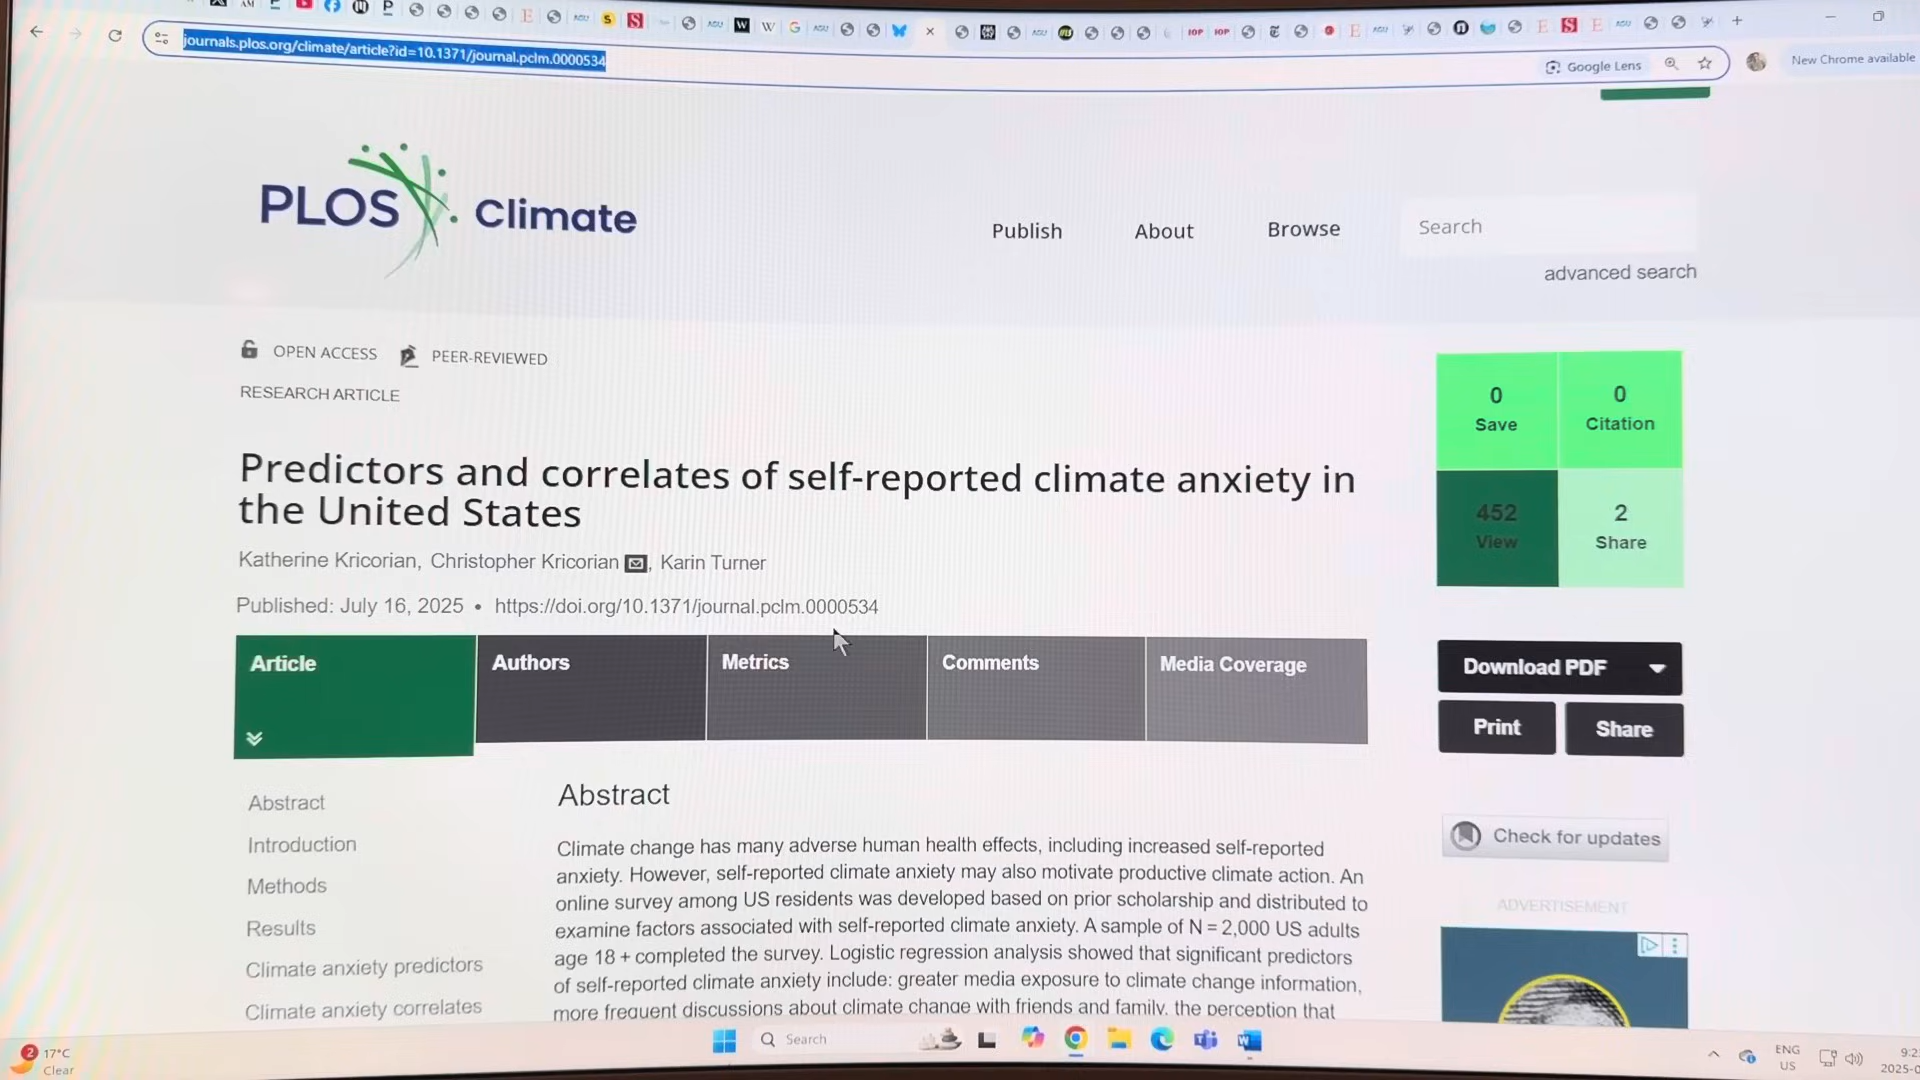 journals.plos.org/climate/article?id=10.1371/journal.pclm.0000534
Google Lens
New Chrome available
PLOS Climate
Publish
About
Browse
Search
advanced search
OPEN ACCESS
PEER-REVIEWED
RESEARCH ARTICLE
0
Save
0
Citation
452
View
2
Share
Predictors and correlates of self-reported climate anxiety in
the United States
Katherine Kricorian, Christopher Kricorian, Karin Turner
Published: July 16, 2025 • https://doi.org/10.1371/journal.pclm.0000534
Article
Authors
Metrics
Comments
Media Coverage
Download PDF
Print
Share
Abstract
Introduction
Methods
Results
Climate anxiety predictors
Climate anxiety correlates
Abstract
Climate change has many adverse human health effects, including increased self-reported
anxiety. However, self-reported climate anxiety may also motivate productive climate action. An
online survey among US residents was developed based on prior scholarship and distributed to
examine factors associated with self-reported climate anxiety. A sample of N = 2,000 US adults
age 18 + completed the survey. Logistic regression analysis showed that significant predictors
of self-reported climate anxiety include: greater media exposure to climate change information,
more frequent discussions about climate change with friends and family, the perception that
Check for updates
ADVERTISEMENT
2
17°C
Clear
Search
ENG
US